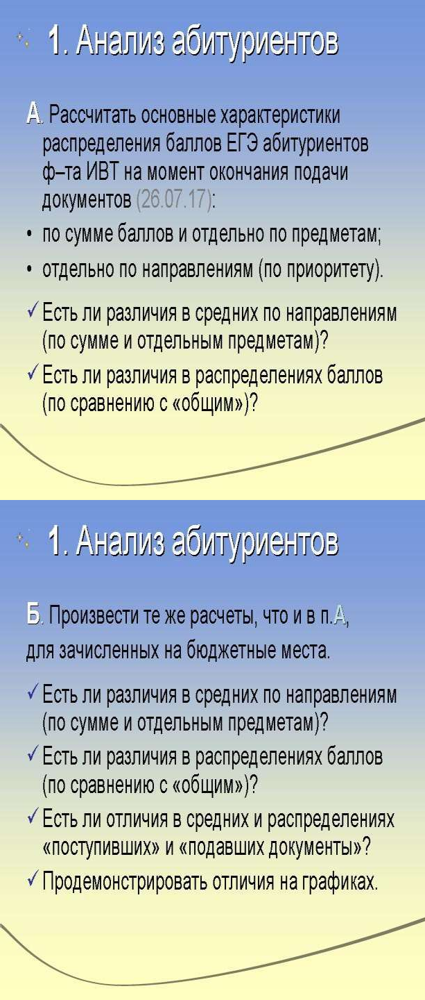 1. Анализ абитуриентов
А. Рассчитать основные характеристики
распределения баллов ЕГЭ абитуриентов
ф–та ИВТ на момент окончания подачи
документов (26.07.17):
• по сумме баллов и отдельно по предметам;
• отдельно по направлениям (по приоритету).
✓ Есть ли различия в средних по направлениям
(по сумме и отдельным предметам)?
✓ Есть ли различия в распределениях баллов
(по сравнению с «общим»)?
1. Анализ абитуриентов
Б. Произвести те же расчеты, что и в п.А,
для зачисленных на бюджетные места.
✓ Есть ли различия в средних по направлениям
(по сумме и отдельным предметам)?
✓ Есть ли различия в распределениях баллов
(по сравнению с «общим»)?
✓ Есть ли отличия в средних и распределениях
«поступивших» и «подавших документы»?
✓ Продемонстрировать отличия на графиках.